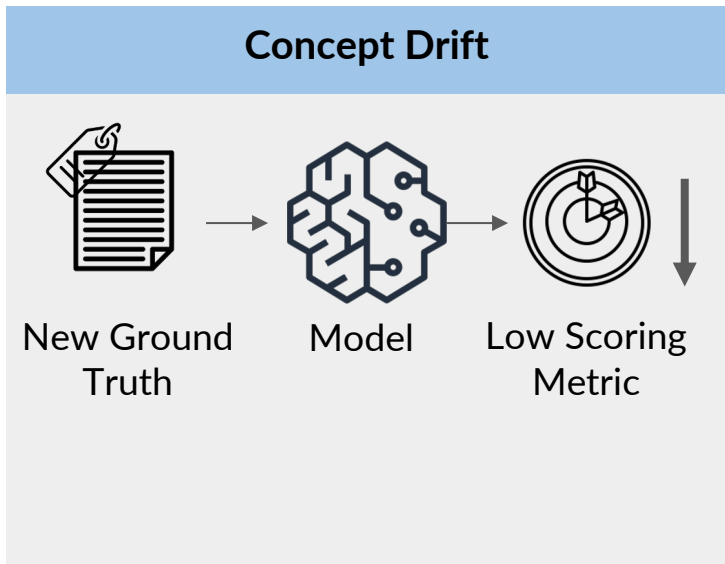 Concept Drift
New Ground
Truth
Model
Low Scoring
Metric